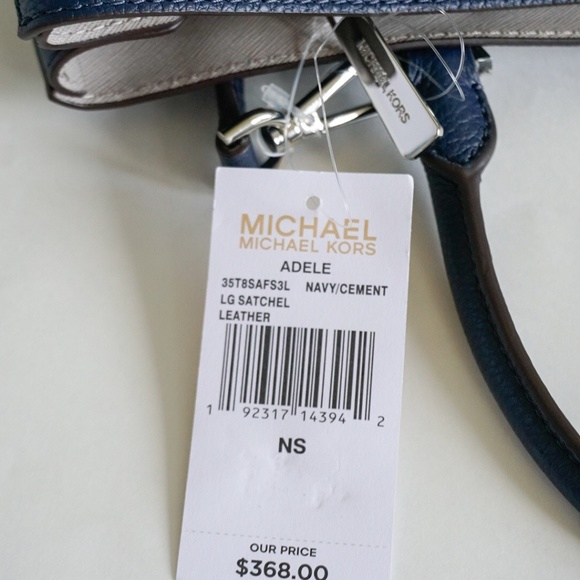 MICHAEL KORS
MICHAEL
MICHAEL KORS
ADELE
35T8SAFS3L NAVY/CEMENT
LG SATCHEL
LEATHER
1 92317 14394 2
NS
OUR PRICE
$368.00